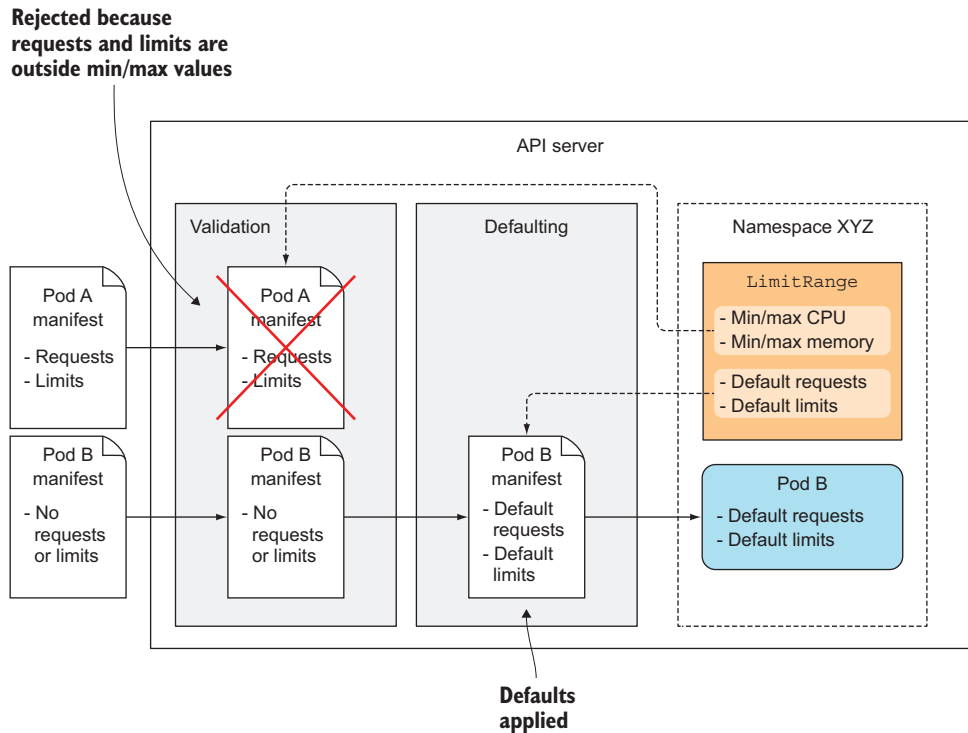 Rejected because
requests and limits are
outside min/max values
API server
Validation
Defaulting
Namespace XYZ
Pod A
manifest
- Requests
- Limits
Pod A
manifest
- Requests
- Limits
LimitRange
- Min/max CPU
- Min/max memory
- Default requests
- Default limits
Pod B
manifest
- No
requests
or limits
Pod B
manifest
- No
requests
or limits
Pod B
manifest
- Default
requests
- Default
limits
Pod B
- Default requests
- Default limits
Defaults
applied